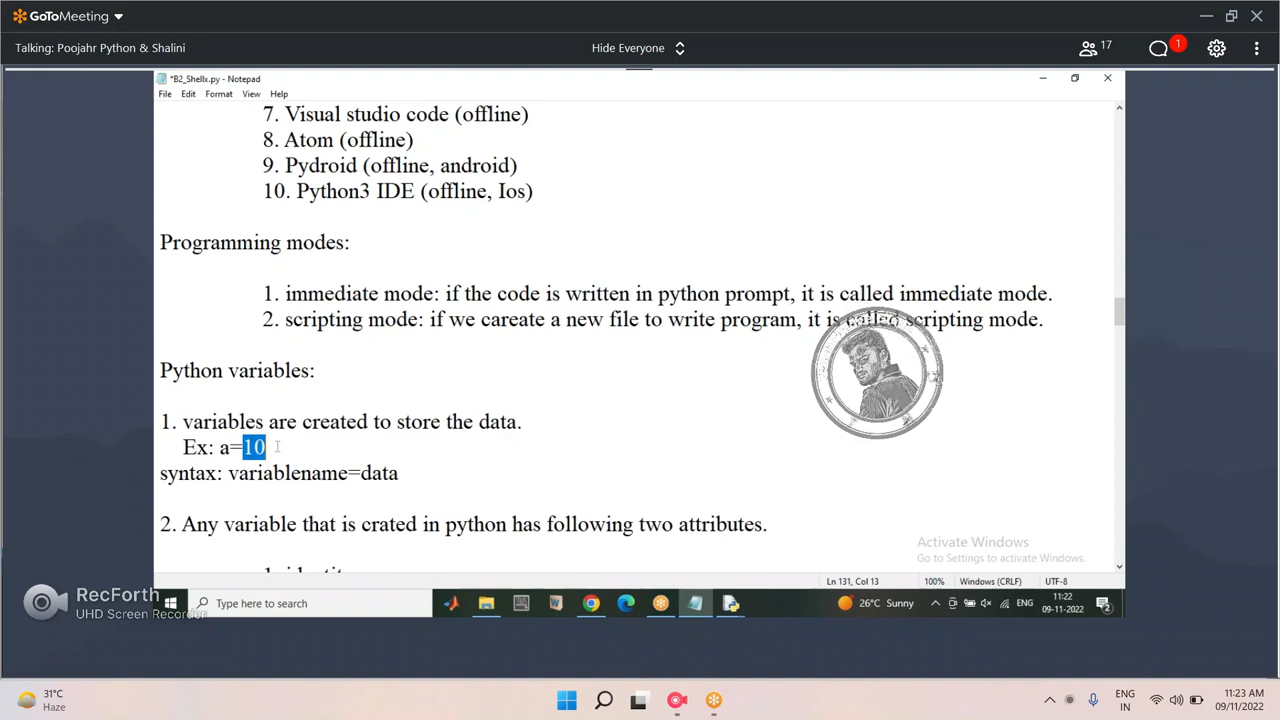 GoToMeeting
Talking: Poojahr Python & Shalini
Hide Everyone
17
1
*B2_Shellx.py - Notepad
File Edit Format View Help
7. Visual studio code (offline)
8. Atom (offline)
9. Pydroid (offline, android)
10. Python3 IDE (offline, Ios)
Programming modes:
1. immediate mode: if the code is written in python prompt, it is called immediate mode.
2. scripting mode: if we careate a new file to write program, it is called scripting mode.
Python variables:
1. variables are created to store the data.
Ex: a=10
syntax: variablename=data
2. Any variable that is crated in python has following two attributes.
Activate Windows
Go to Settings to activate Windows.
Ln 131, Col 13
100%
Windows (CRLF)
UTF-8
RecForth
UHD Screen Recorder
Type here to search
26°C Sunny
ENG
11:22
09-11-2022
2
31°C
Haze
ENG
IN
11:23 AM
09/11/2022